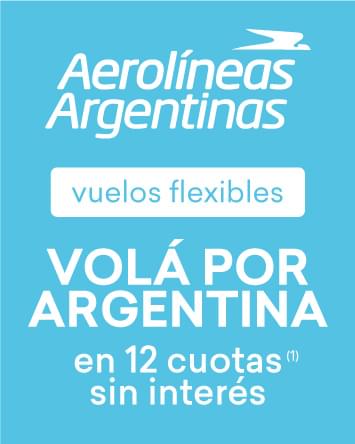 Aerolíneas
Argentinas
vuelos flexibles
VOLÁ POR
ARGENTINA
en 12 cuotas (1)
sin interés